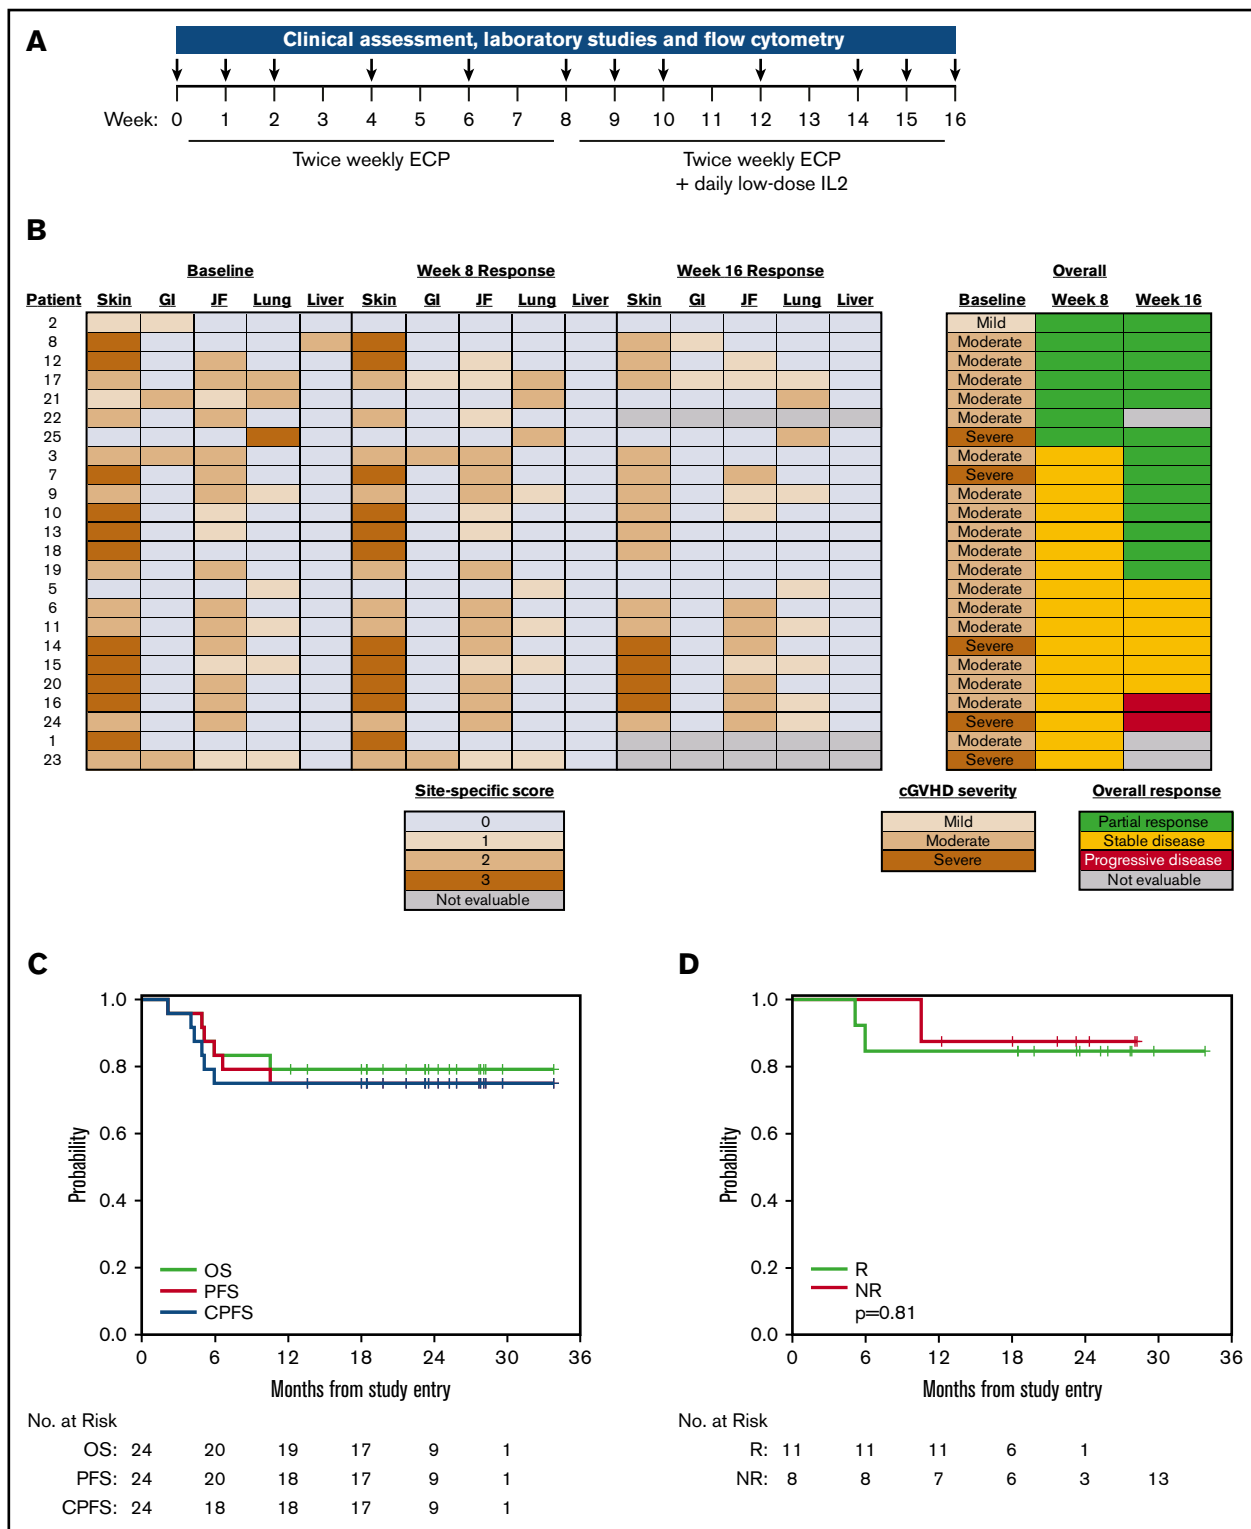 A
Clinical assessment, laboratory studies and flow cytometry
Week: 0 1 2 3 4 5 6 7 8 9 10 11 12 13 14 15 16
Twice weekly ECP Twice weekly ECP
+ daily low-dose IL2
B
Baseline Week 8 Response Week 16 Response Overall
Patient Skin GI JF Lung Liver Skin GI JF Lung Liver Skin GI JF Lung Liver Baseline Week 8 Week 16
2 Mild
8 Moderate
12 Moderate
17 Moderate
21 Moderate
22 Moderate
25 Severe
3 Moderate
7 Severe
9 Moderate
10 Moderate
13 Moderate
18 Moderate
19 Moderate
5 Moderate
6 Moderate
11 Moderate
14 Severe
15 Moderate
20 Moderate
16 Moderate
24 Severe
1 Moderate
23 Severe
Site-specific score cGVHD severity Overall response
0 Mild Partial response
1 Moderate Stable disease
2 Severe Progressive disease
3 Not evaluable
Not evaluable
C
1.0
0.8
0.6
0.4
0.2
0.0
Probability
OS
PFS
CPFS
0 6 12 18 24 30 36
Months from study entry
No. at Risk
OS: 24 20 19 17 9 1
PFS: 24 20 18 17 9 1
CPFS: 24 18 18 17 9 1
D
1.0
0.8
0.6
0.4
0.2
0.0
Probability
R
NR
p=0.81
0 6 12 18 24 30 36
Months from study entry
No. at Risk
R: 11 11 11 6 1
NR: 8 8 7 6 3 13